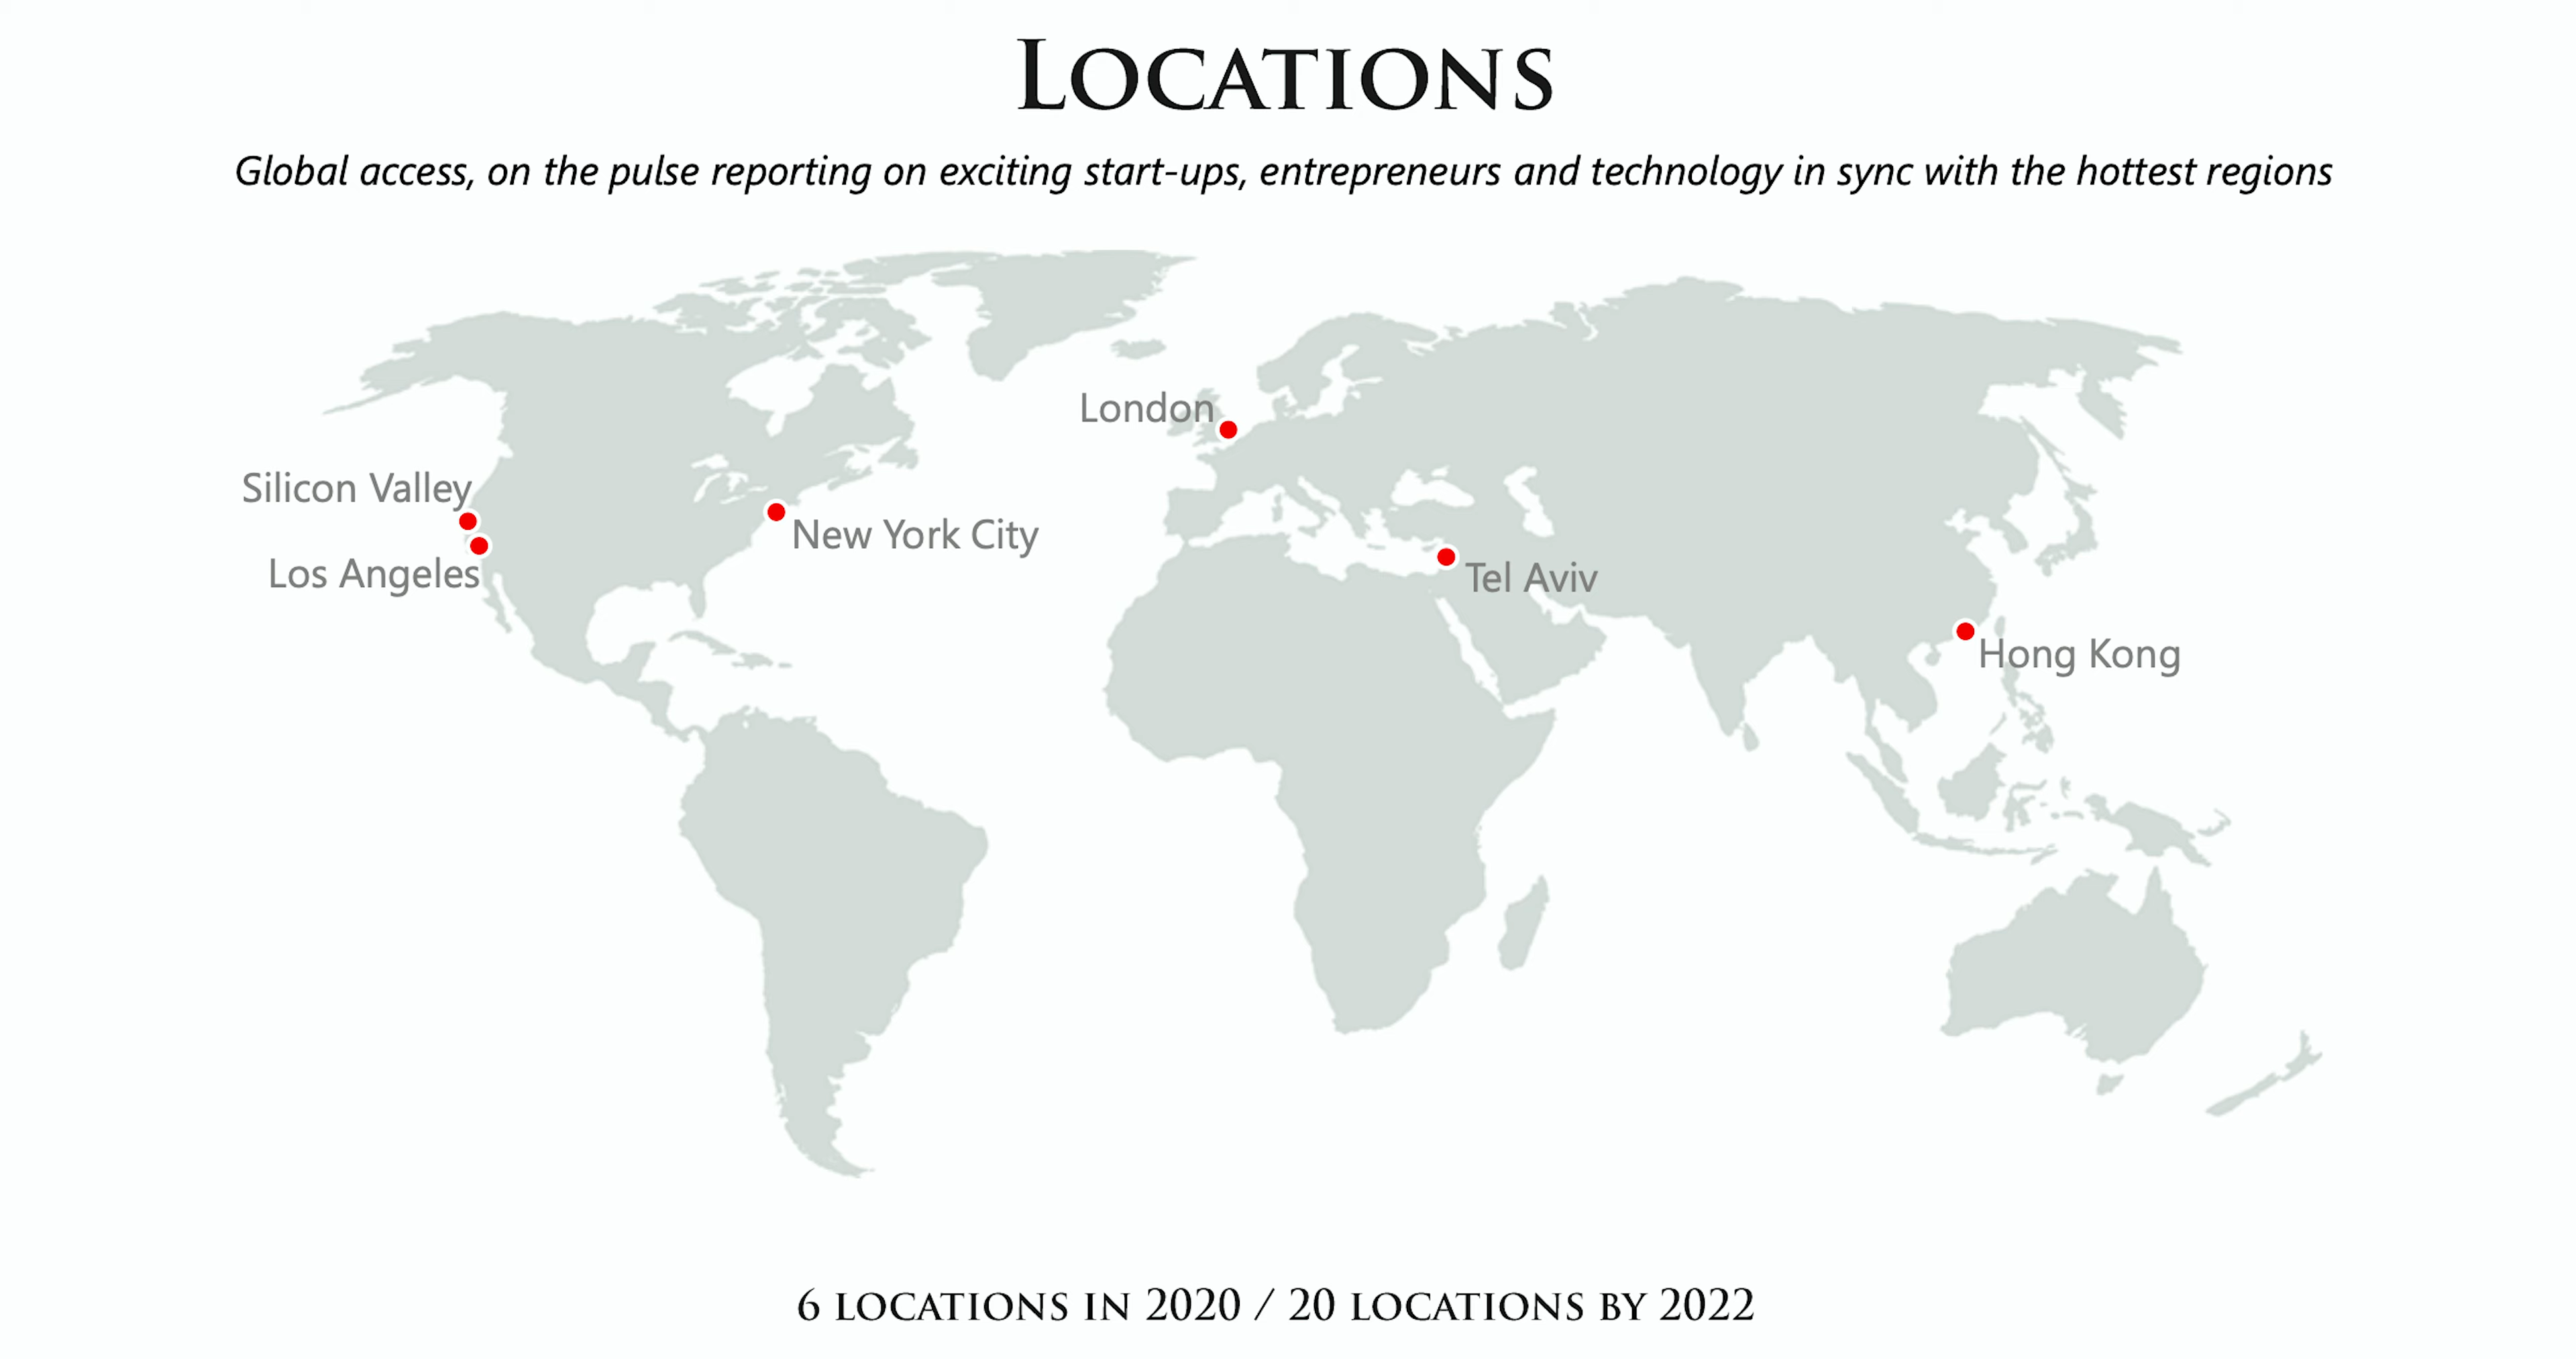 LOCATIONS
Global access, on the pulse reporting on exciting start-ups, entrepreneurs and technology in sync with the hottest regions
London
Silicon Valley
New York City
Los Angeles
Tel Aviv
Hong Kong
6 LOCATIONS IN 2020 / 20 LOCATIONS BY 2022